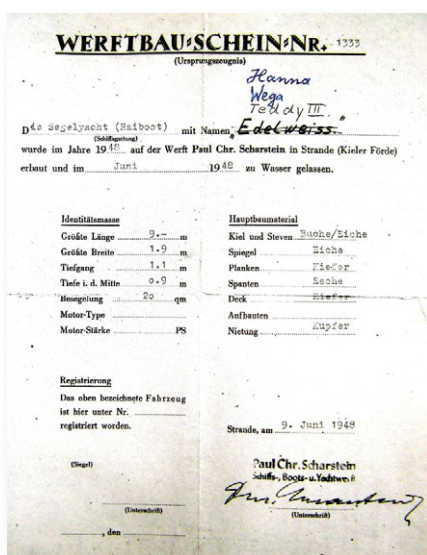 WERFTBAU=SCHEIN=NR. 1333
(Ursprungszeugnis)
Hanna
Wega
Teddy III.
Die Segelyacht (Haiboot) mit Namen „Edelweiss"
(Schiffsgattung)
wurde im Jahre 1948 auf der Werft Paul Chr. Scharstein in Strande (Kieler Förde)
erbaut und im Juni 1948 zu Wasser gelassen.
Identitätsmasse
Größte Länge 9.- m
Größte Breite 1.9 m
Tiefgang 1.1 m
Tiefe i. d. Mitte 0.9 m
Besegelung 20 qm
Motor-Type
Motor-Stärke PS
Hauptbaumaterial
Kiel und Steven Buche/Eiche
Spiegel Eiche
Planken Kiefer
Spanten
Deck Kiefer
Aufbauten
Nietung Kupfer
Registrierung
Das oben bezeichnete Fahrzeug
ist hier unter Nr.
registriert worden.
Strande, am 9. Juni 1948
(Siegel)
Paul Chr. Scharstein
Schiffs-, Boots- u. Yachtwerft
(Unterschrift)
(Unterschrift)
, den